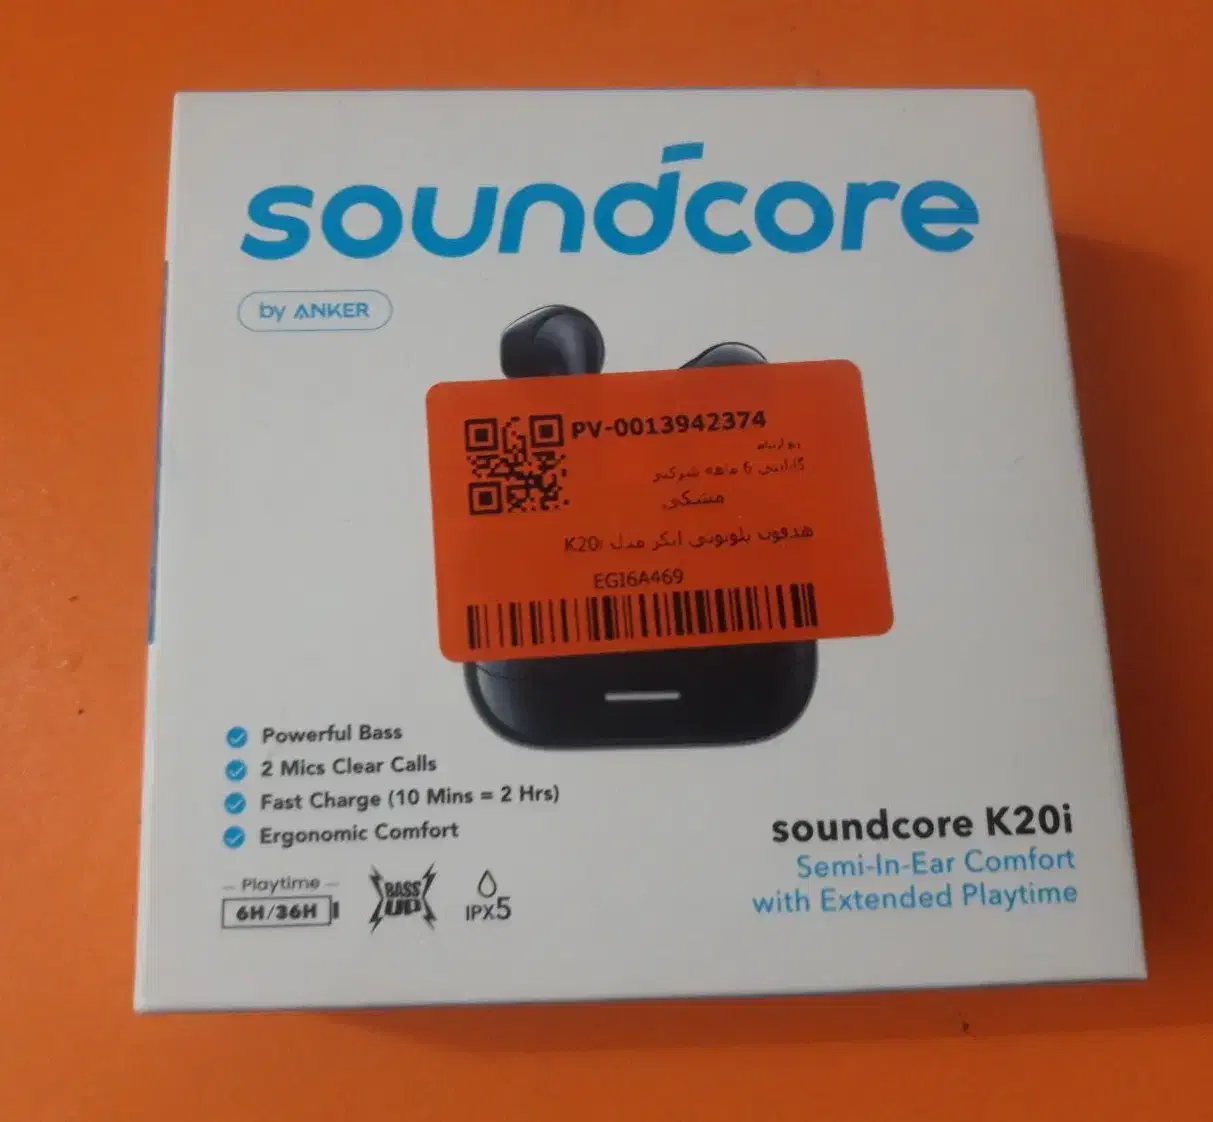 soundcore
by ANKER
PV-0013942374
گارانتی 6 ماهه شرکتی
مشکی
هدفون بلوتوثی انکر مدل K20i
EGI6A469
Powerful Bass
2 Mics Clear Calls
Fast Charge (10 Mins = 2 Hrs)
Ergonomic Comfort
Playtime
6H/36H
BASS
UP
IPX5
soundcore K20i
Semi-In-Ear Comfort
with Extended Playtime